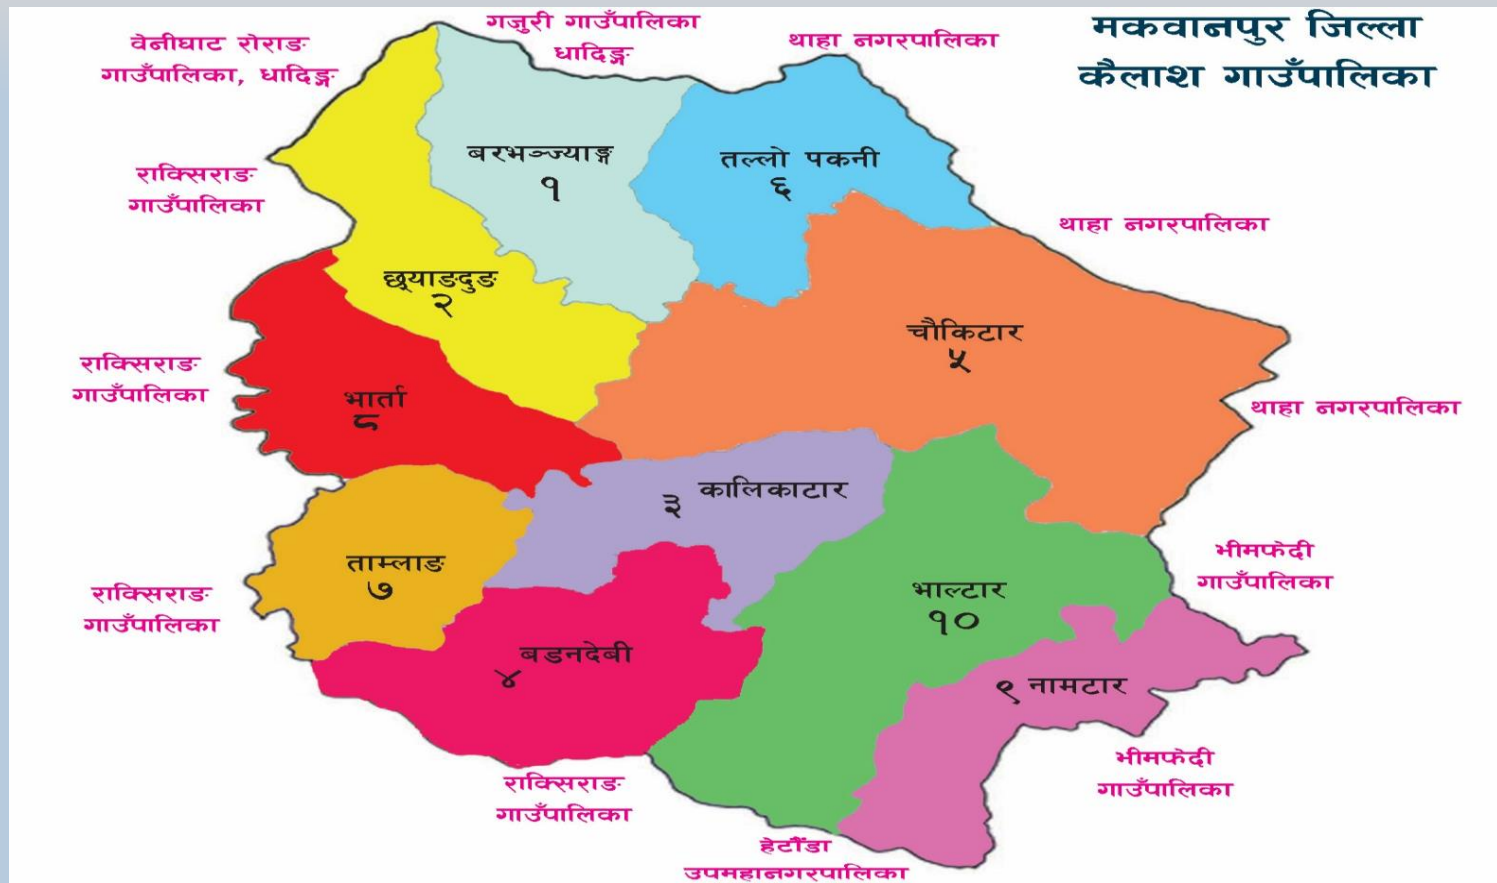 मकवानपुर जिल्ला
कैलाश गाउँपालिका
वेनीघाट रोराङ
गाउँपालिका, धादिङ्ग
गजुरी गाउँपालिका
धादिङ्ग
थाहा नगरपालिका
राक्सिराङ
गाउँपालिका
बरभञ्ज्याङ्ग
१
तल्लो पकनी
६
थाहा नगरपालिका
छ्याङदुङ
२
चौकिटार
५
राक्सिराङ
गाउँपालिका
भार्ता
८
थाहा नगरपालिका
३ कालिकाटार
ताम्लाङ
७
भीमफेदी
गाउँपालिका
राक्सिराङ
गाउँपालिका
भाल्टार
१०
बडनदेबी
४
९ नामटार
राक्सिराङ
गाउँपालिका
भीमफेदी
गाउँपालिका
हेटौंडा
उपमहानगरपालिका